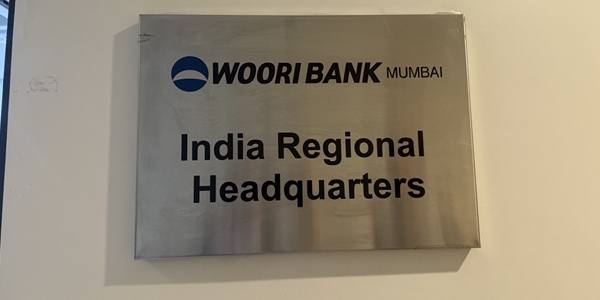 WOORI BANK MUMBAI
India Regional
Headquarters